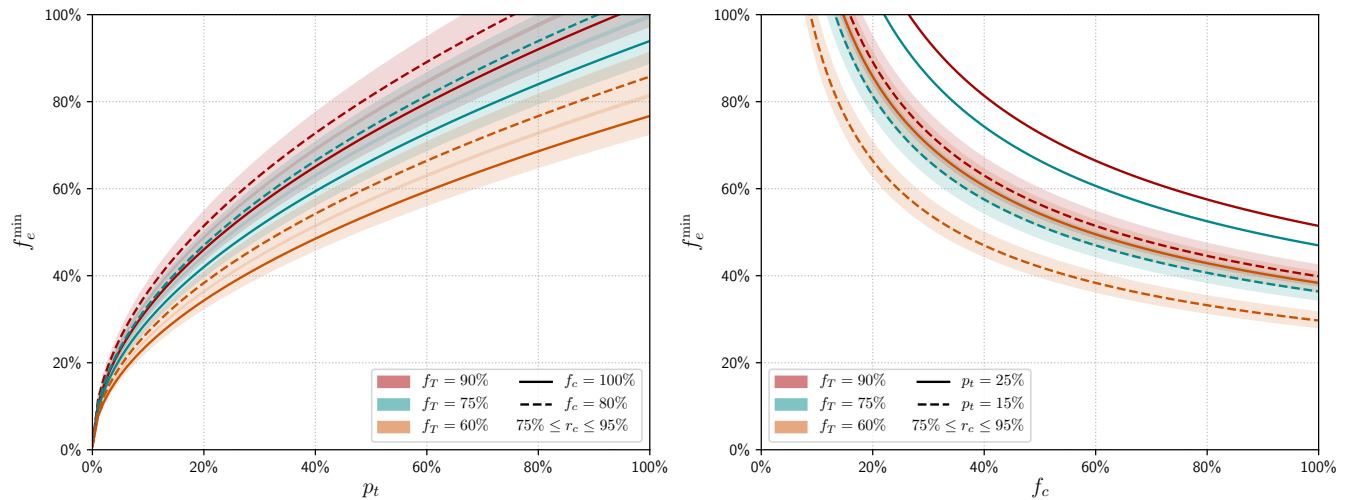 100%
80%
60%
40%
20%
0%
f_e^min
0% 20% 40% 60% 80% 100%
p_t
f_T = 90% f_c = 100%
f_T = 75% f_c = 80%
f_T = 60% 75% ≤ r_c ≤ 95%
100%
80%
60%
40%
20%
0%
f_e^min
0% 20% 40% 60% 80% 100%
f_c
f_T = 90% p_t = 25%
f_T = 75% p_t = 15%
f_T = 60% 75% ≤ r_c ≤ 95%